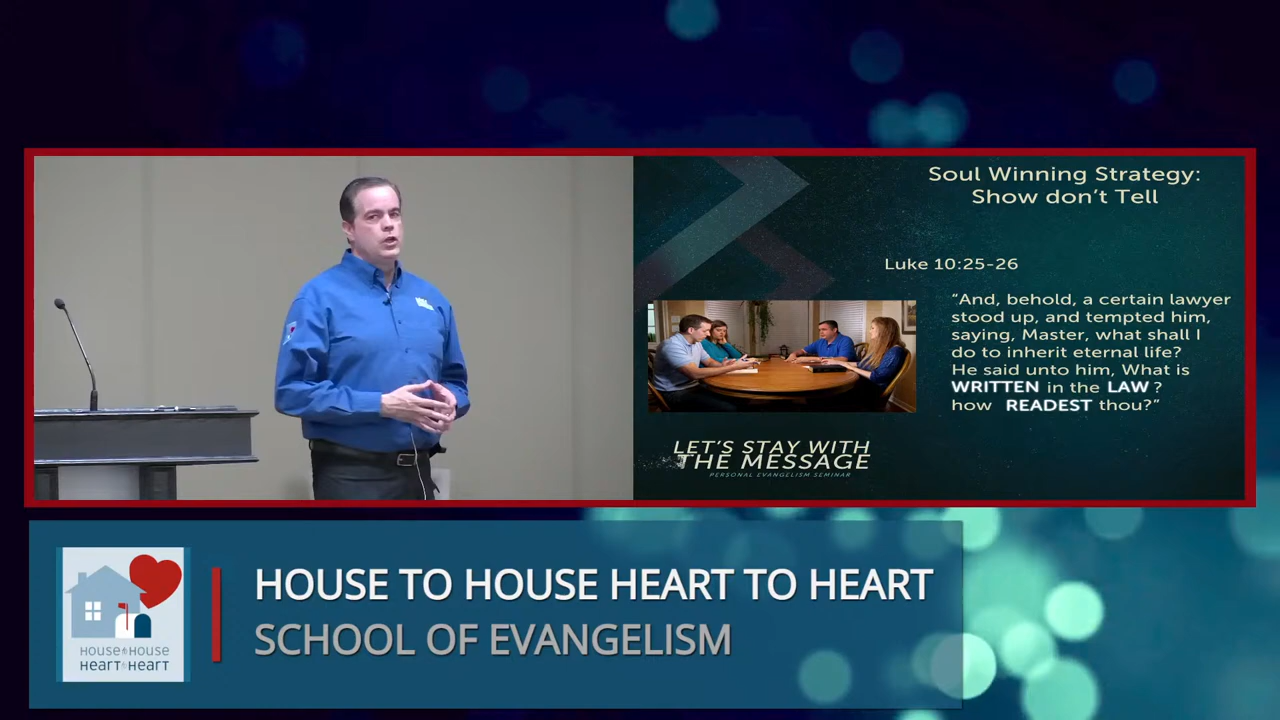 Soul Winning Strategy:
Show don't Tell
Luke 10:25-26
"And, behold, a certain lawyer
stood up, and tempted him,
saying, Master, what shall I
do to inherit eternal life?
He said unto him, What is
WRITTEN in the LAW ?
how READEST thou?"
LET'S STAY WITH
THE MESSAGE
PERSONAL EVANGELISM SEMINAR
HOUSE TO HOUSE HEART TO HEART
SCHOOL OF EVANGELISM
HOUSE TO HOUSE
HEART TO HEART